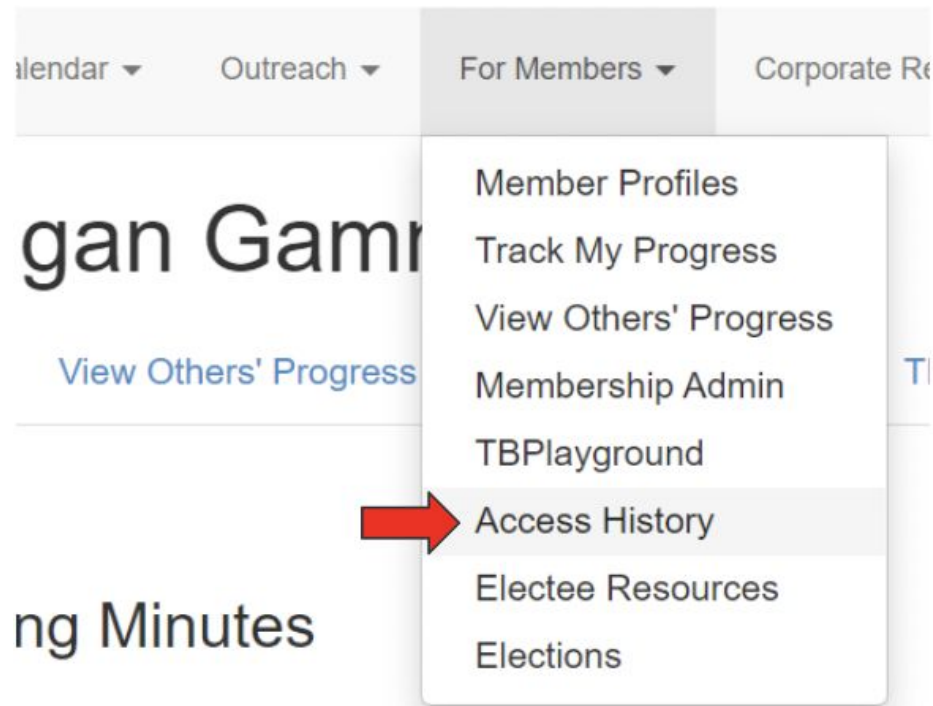 alendar Outreach For Members Corporate Re
Member Profiles
gan Gam
Track My Progress
View Others' Progress
View Others' Progress
Membership Admin
TBPlayground
Access History
Electee Resources
ng Minutes
Elections